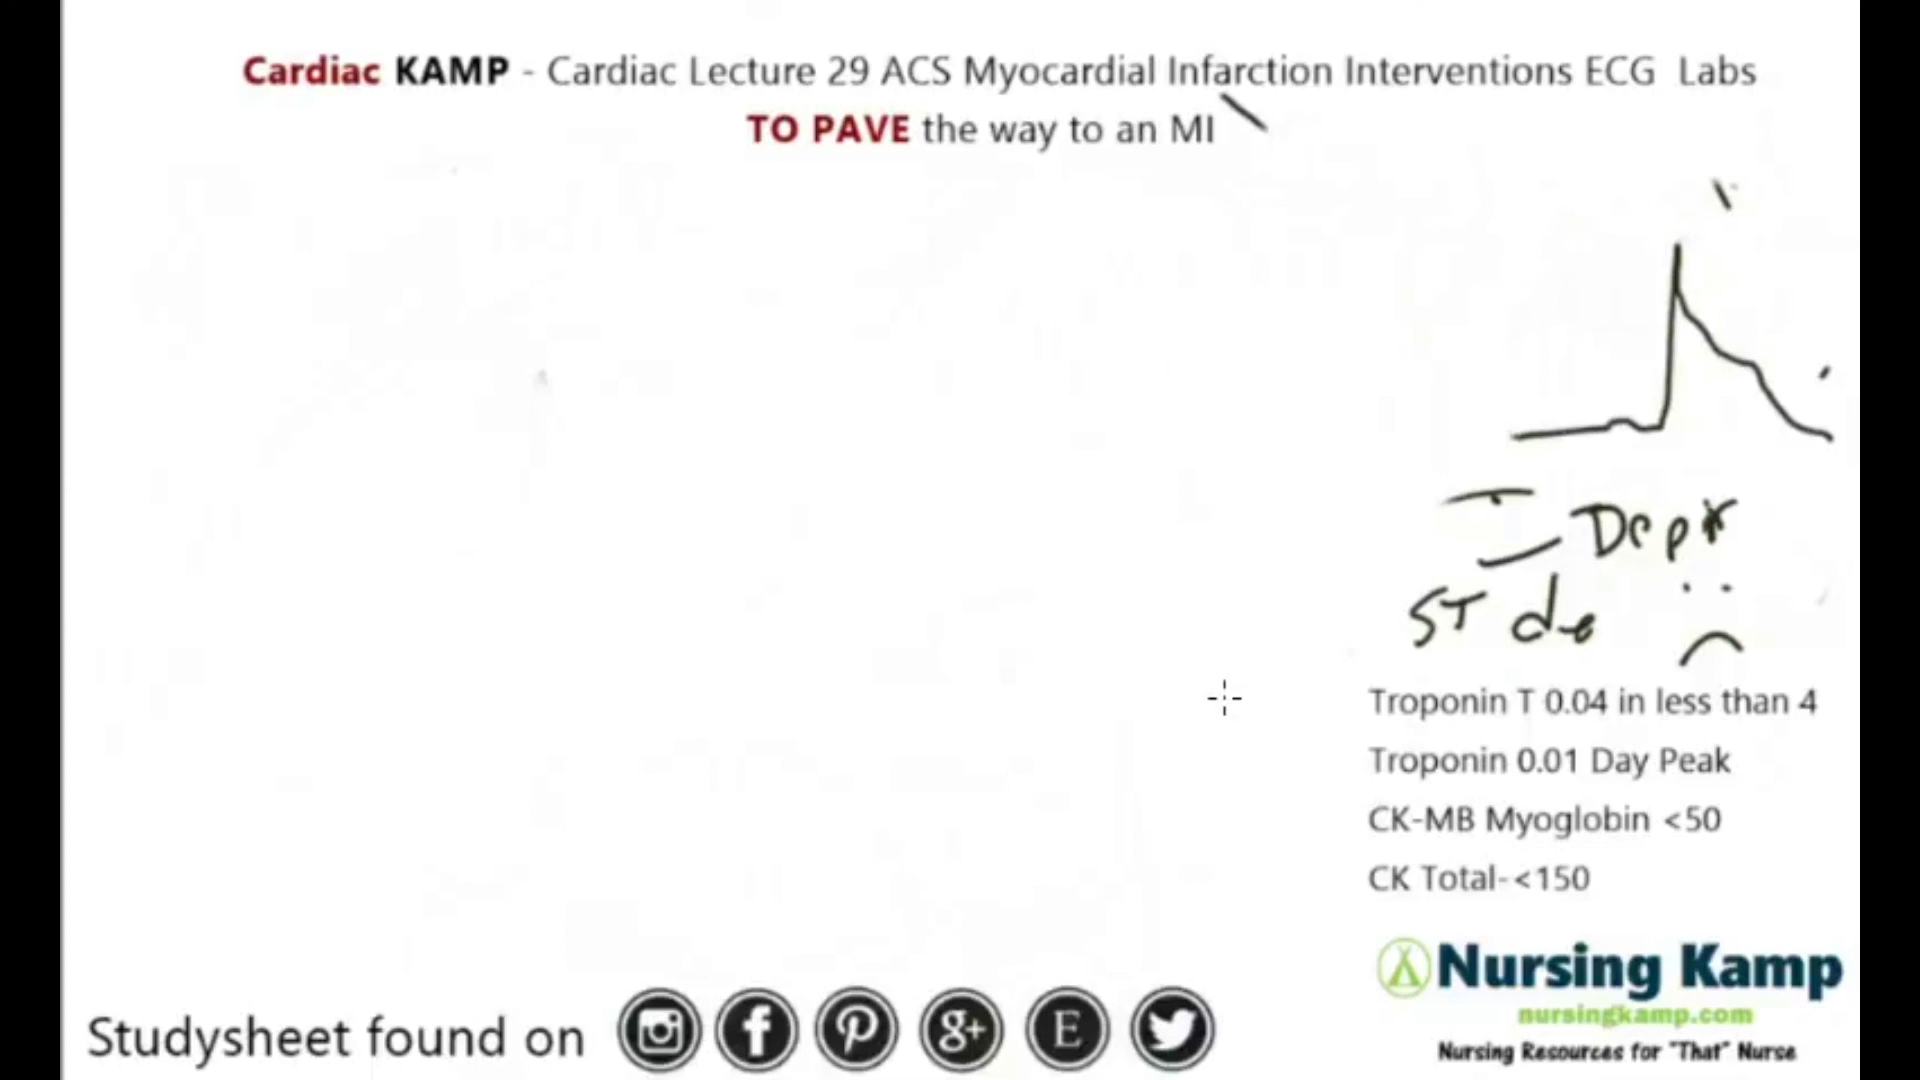 Cardiac KAMP - Cardiac Lecture 29 ACS Myocardial Infarction Interventions ECG Labs
TO PAVE the way to an MI
ST de
Troponin T 0.04 in less than 4
Troponin 0.01 Day Peak
CK-MB Myoglobin <50
CK Total- <150
Nursing Kamp
nursingkamp.com
Nursing Resources for "That" Nurse
Studysheet found on